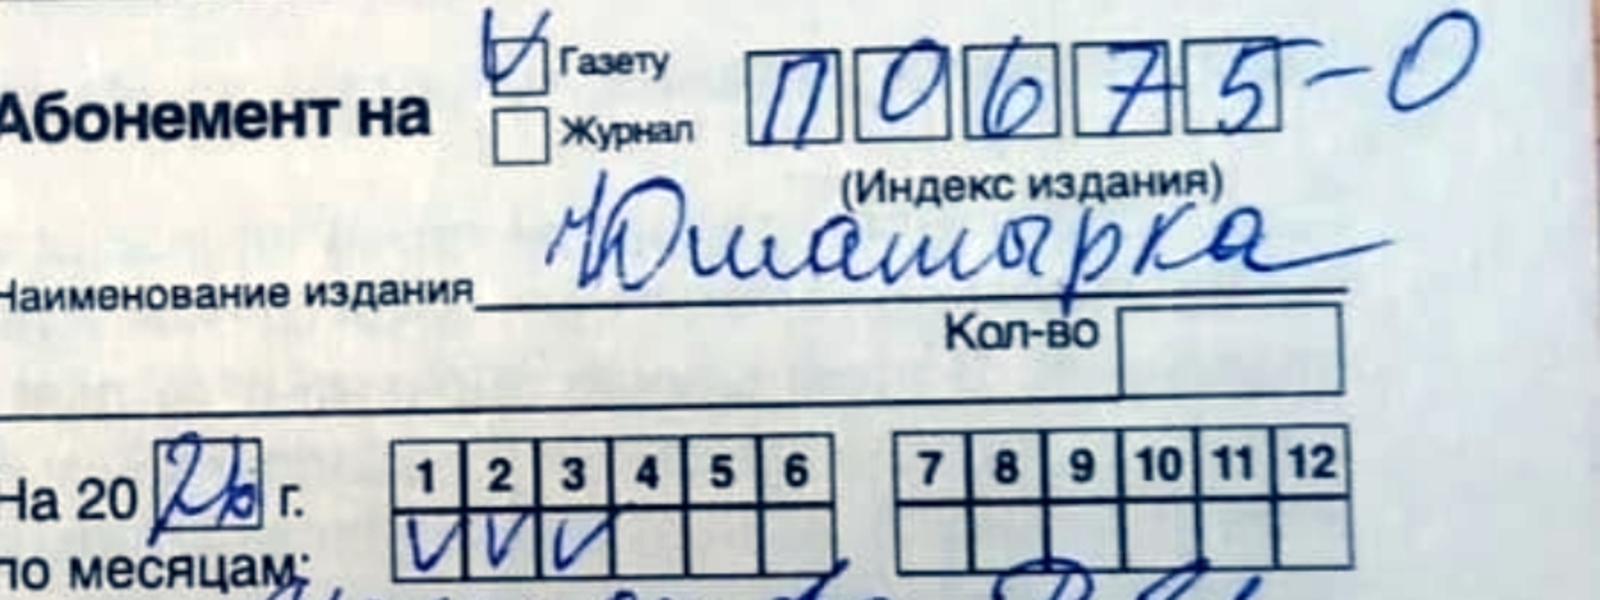 Газету
П0675-0
Абонемент на
Журнал
(Индекс издания)
Наименование издания Юшатырка
Кол-во
На 20 26 г.
1 2 3 4 5 6 7 8 9 10 11 12
V V V
по месяцам: